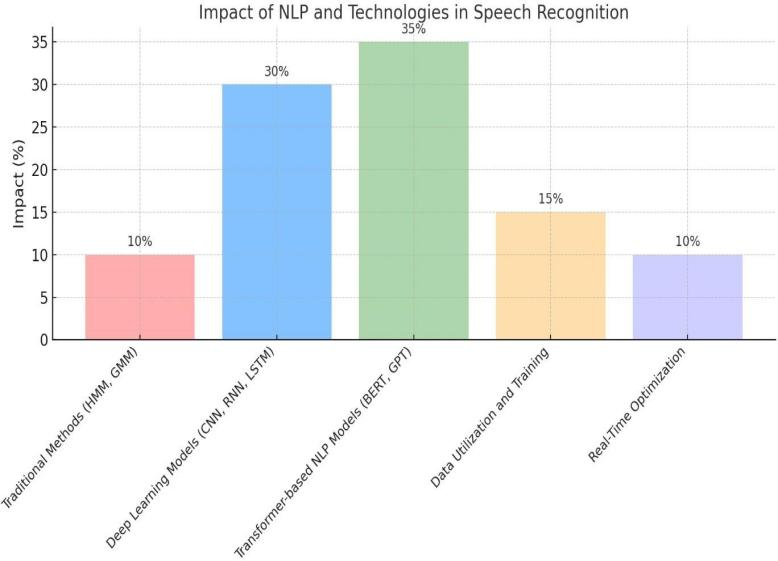 Impact of NLP and Technologies in Speech Recognition
Impact (%)
35
30
25
20
15
10
5
0
10%
30%
35%
15%
10%
Traditional Methods (HMM, GMM)
Deep Learning Models (CNN, RNN, LSTM)
Transformer-based NLP Models (BERT, GPT)
Data Utilization and Training
Real-Time Optimization